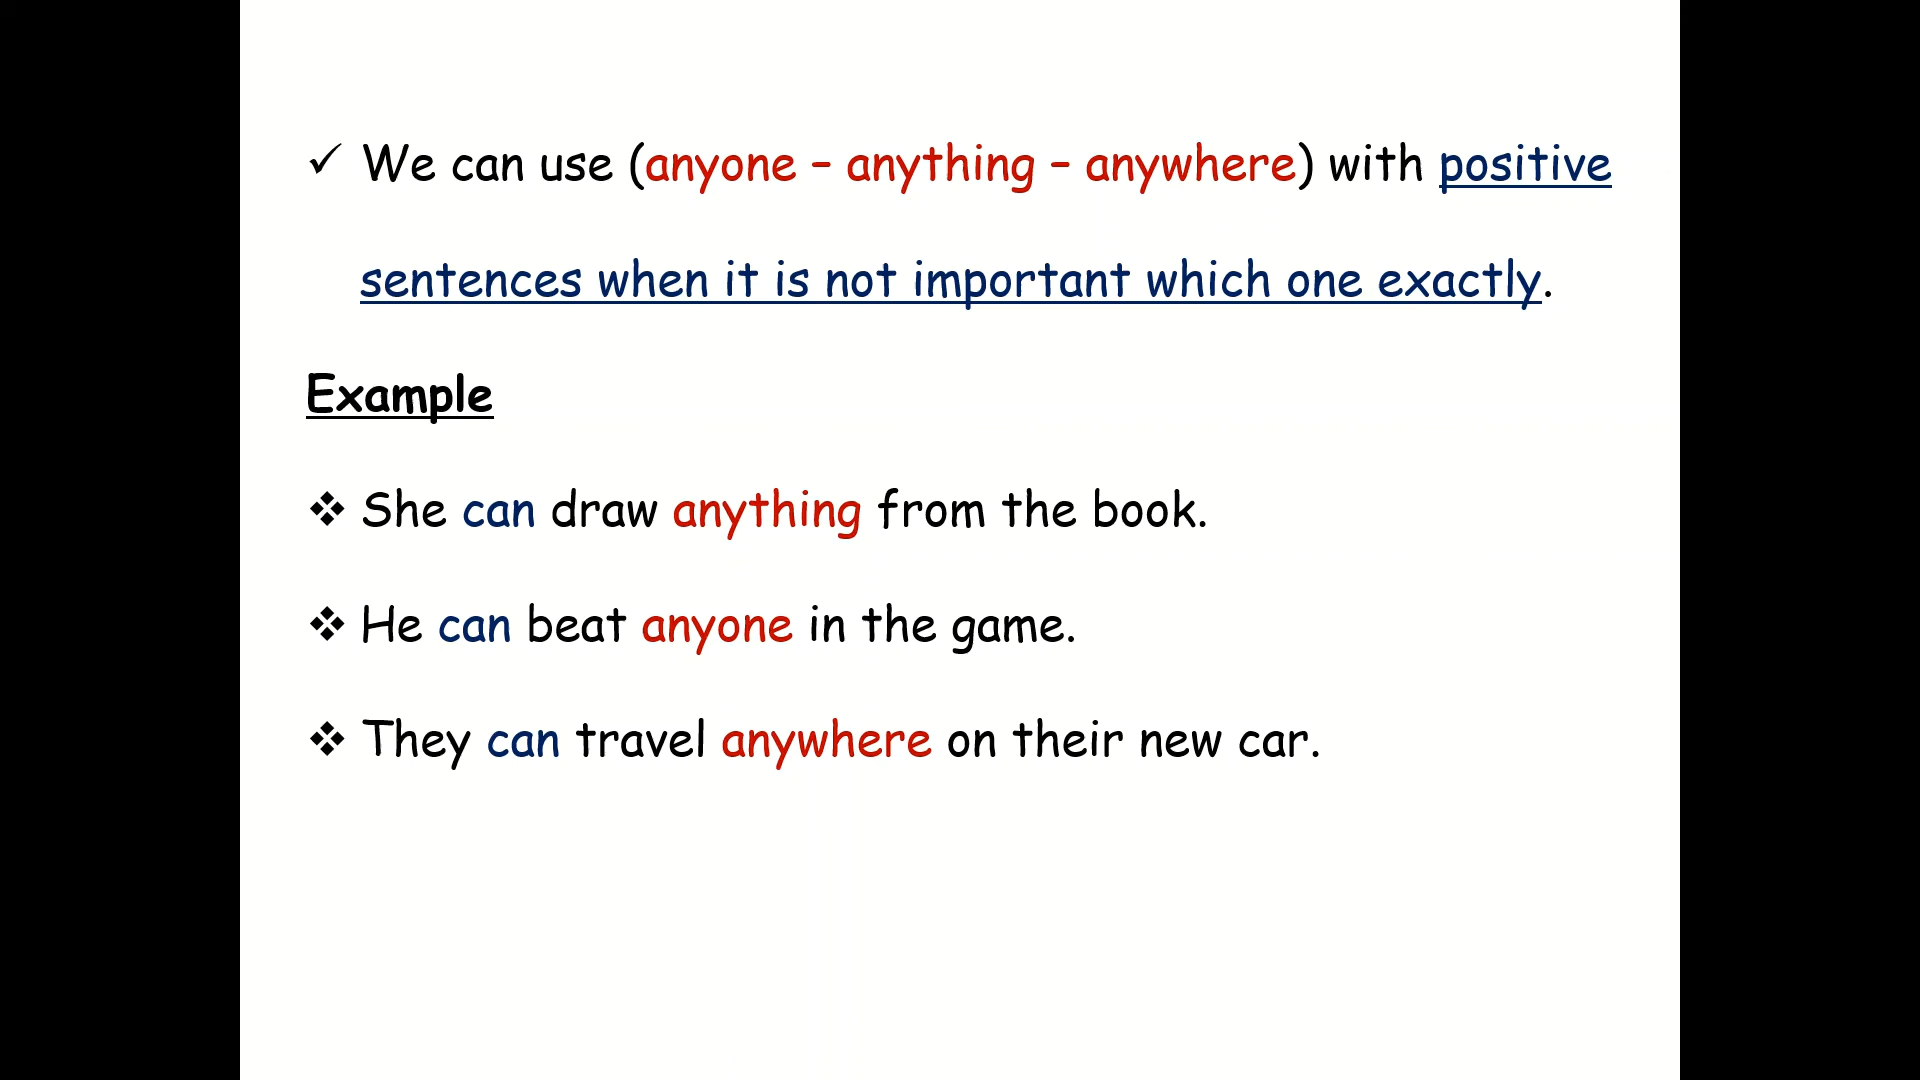 ✓ We can use (anyone – anything – anywhere) with positive
sentences when it is not important which one exactly.
Example
❖ She can draw anything from the book.
❖ He can beat anyone in the game.
❖ They can travel anywhere on their new car.